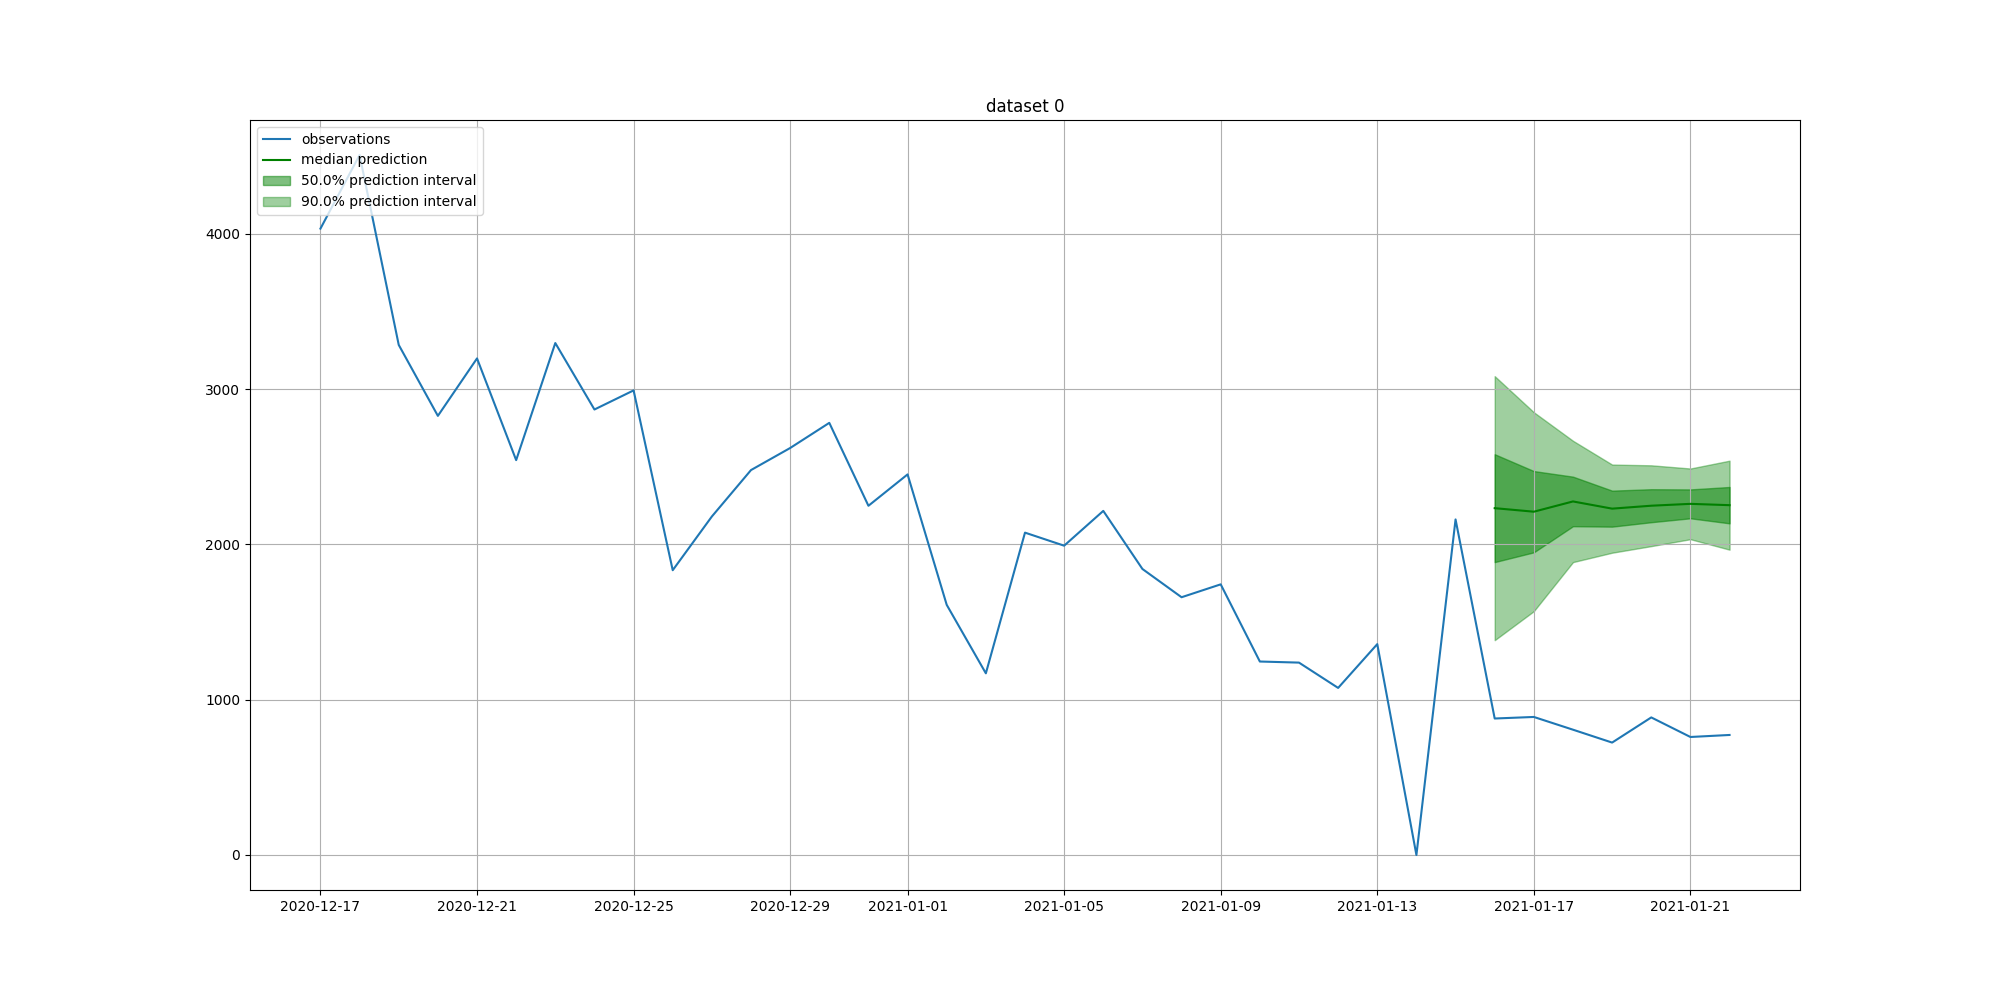 dataset 0
observations
median prediction
50.0% prediction interval
90.0% prediction interval
4000
3000
2000
1000
0
2020-12-17 2020-12-21 2020-12-25 2020-12-29 2021-01-01 2021-01-05 2021-01-09 2021-01-13 2021-01-17 2021-01-21